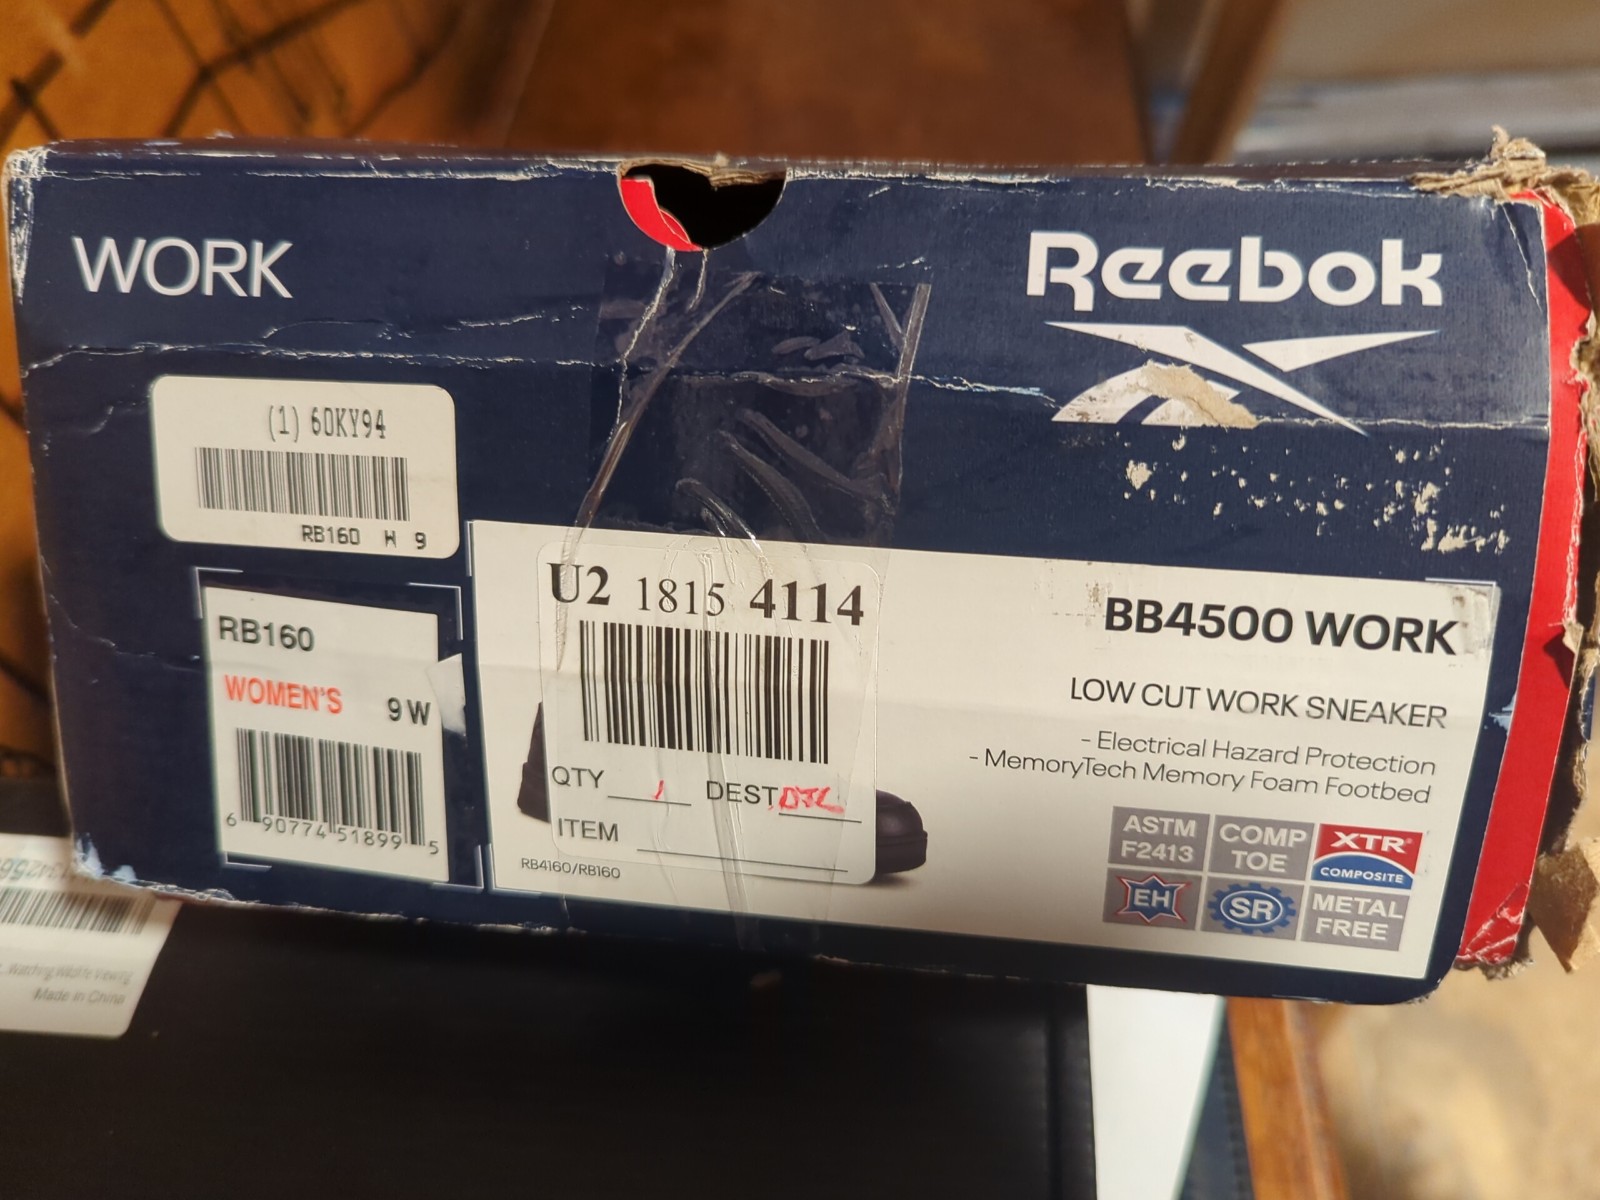 WORK
Reebok
(1) 60KY94
RB160 H 9
RB160
WOMEN'S 9 W
6 90774 51899 5
U2 1815 4114
QTY 1 DEST DTC
ITEM
RB4160/RB160
BB4500 WORK
LOW CUT WORK SNEAKER
- Electrical Hazard Protection
- MemoryTech Memory Foam Footbed
ASTM
F2413
COMP
TOE
XTR
COMPOSITE
EH
SR
METAL
FREE
Made in China